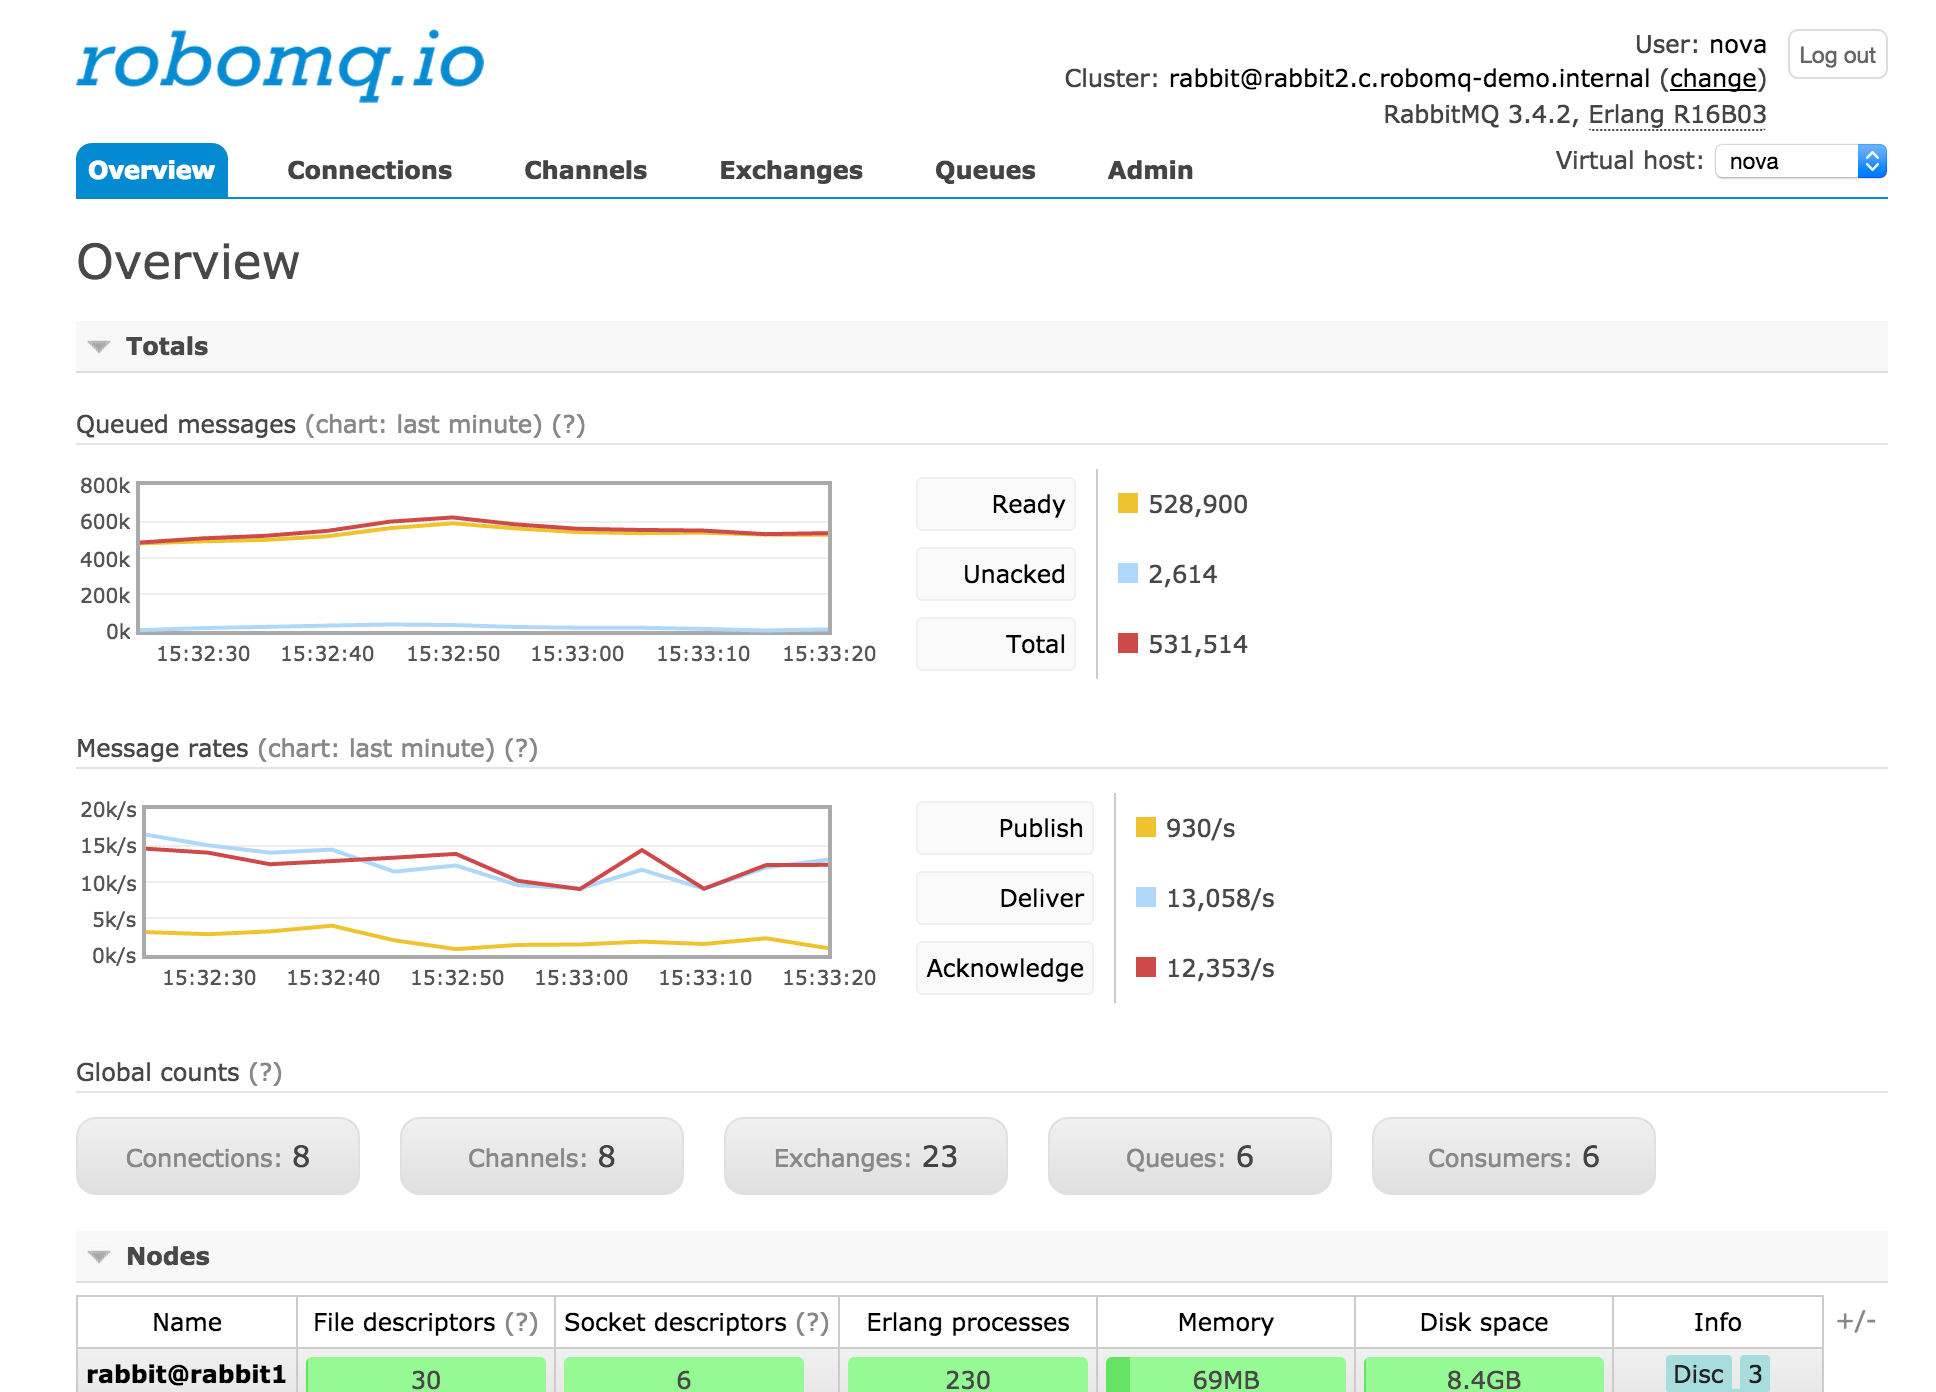 robomq.io
User: nova
Log out
Cluster: rabbit@rabbit2.c.robomq-demo.internal (change)
RabbitMQ 3.4.2, Erlang R16B03
Virtual host: nova
Overview Connections Channels Exchanges Queues Admin
Overview
Totals
Queued messages (chart: last minute) (?)
800k
600k
400k
200k
0k
15:32:30 15:32:40 15:32:50 15:33:00 15:33:10 15:33:20
Ready 528,900
Unacked 2,614
Total 531,514
Message rates (chart: last minute) (?)
20k/s
15k/s
10k/s
5k/s
0k/s
15:32:30 15:32:40 15:32:50 15:33:00 15:33:10 15:33:20
Publish 930/s
Deliver 13,058/s
Acknowledge 12,353/s
Global counts (?)
Connections: 8 Channels: 8 Exchanges: 23 Queues: 6 Consumers: 6
Nodes
Name File descriptors (?) Socket descriptors (?) Erlang processes Memory Disk space Info +/-
rabbit@rabbit1 30 6 230 69MB 8.4GB Disc 3